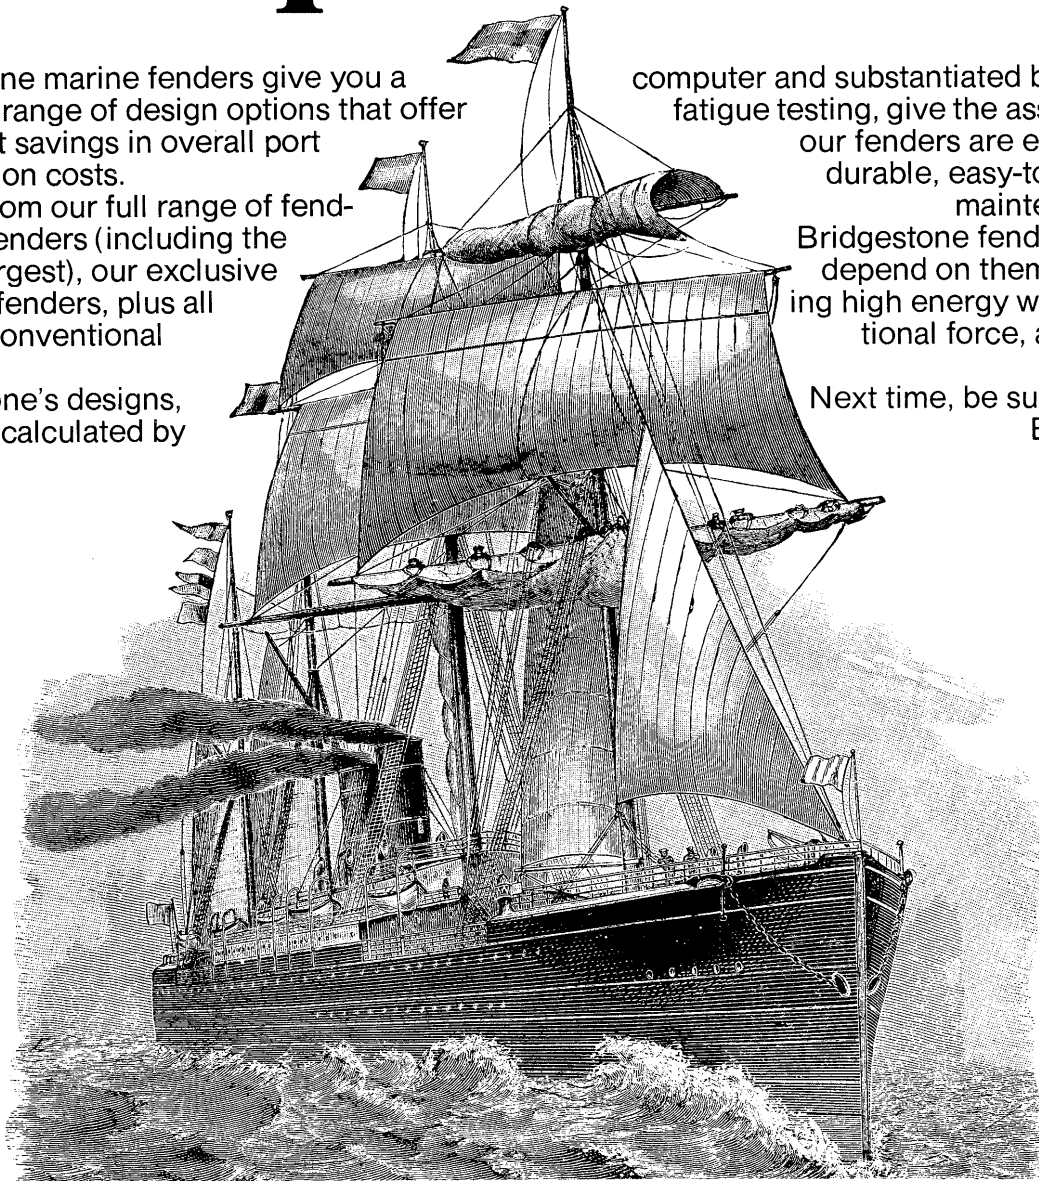 ne marine fenders give you a
range of design options that offer
t savings in overall port
on costs.
om our full range of fend-
enders (including the
rgest), our exclusive
fenders, plus all
onventional
ne's designs,
calculated by
computer and substantiated b
fatigue testing, give the ass
our fenders are e
durable, easy-to
mainte
Bridgestone fend
depend on them
ing high energy w
tional force, a
Next time, be su